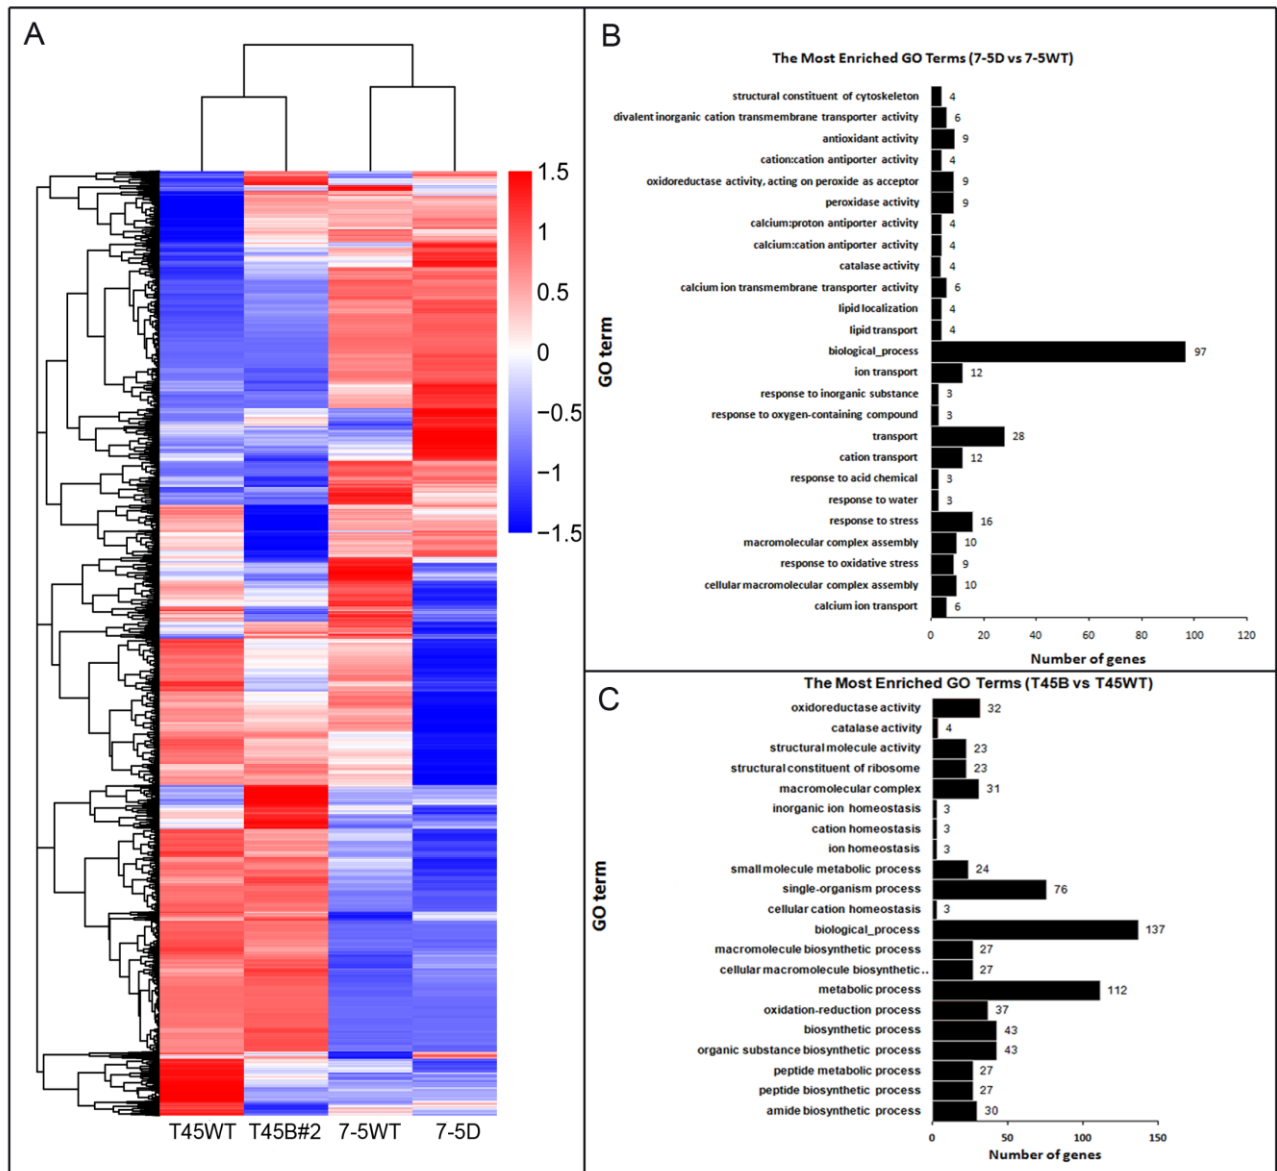 A
1.5
1
0.5
0
−0.5
−1
−1.5
T45WT T45B#2 7-5WT 7-5D
B
The Most Enriched GO Terms (7-5D vs 7-5WT)
GO term
structural constituent of cytoskeleton 4
divalent inorganic cation transmembrane transporter activity 6
antioxidant activity 9
cation:cation antiporter activity 4
oxidoreductase activity, acting on peroxide as acceptor 9
peroxidase activity 9
calcium:proton antiporter activity 4
calcium:cation antiporter activity 4
catalase activity 4
calcium ion transmembrane transporter activity 6
lipid localization 4
lipid transport 4
biological_process 97
ion transport 12
response to inorganic substance 3
response to oxygen-containing compound 3
transport 28
cation transport 12
response to acid chemical 3
response to water 3
response to stress 16
macromolecular complex assembly 10
response to oxidative stress 9
cellular macromolecular complex assembly 10
calcium ion transport 6
0 20 40 60 80 100 120
Number of genes
C
The Most Enriched GO Terms (T45B vs T45WT)
GO term
oxidoreductase activity 32
catalase activity 4
structural molecule activity 23
structural constituent of ribosome 23
macromolecular complex 31
inorganic ion homeostasis 3
cation homeostasis 3
ion homeostasis 3
small molecule metabolic process 24
single-organism process 76
cellular cation homeostasis 3
biological_process 137
macromolecule biosynthetic process 27
cellular macromolecule biosynthetic.. 27
metabolic process 112
oxidation-reduction process 37
biosynthetic process 43
organic substance biosynthetic process 43
peptide metabolic process 27
peptide biosynthetic process 27
amide biosynthetic process 30
0 50 100 150
Number of genes